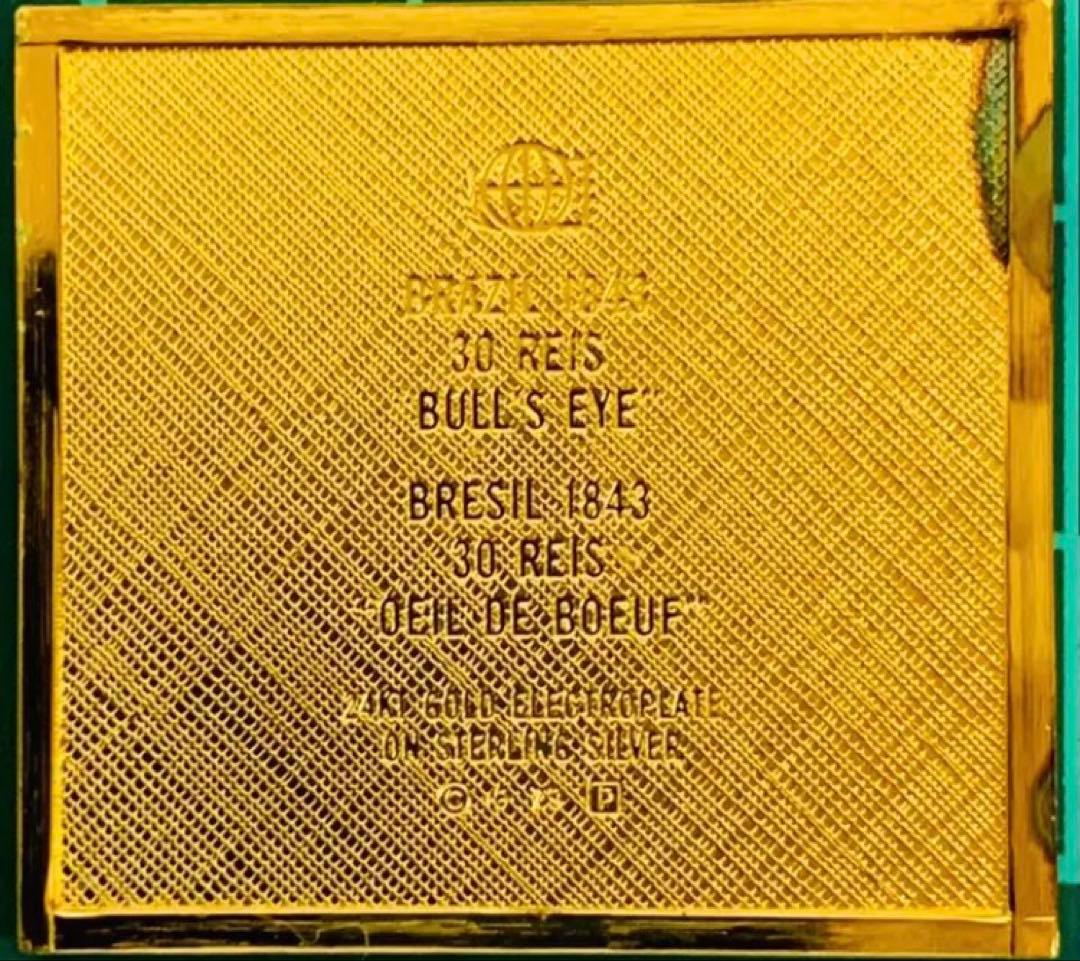 BRAZIL 1843
30 REIS
"BULL'S EYE"
BRESIL 1843
30 REIS
"OEIL DE BOEUF"
24KT GOLD ELECTROPLATE
ON STERLING SILVER
© P